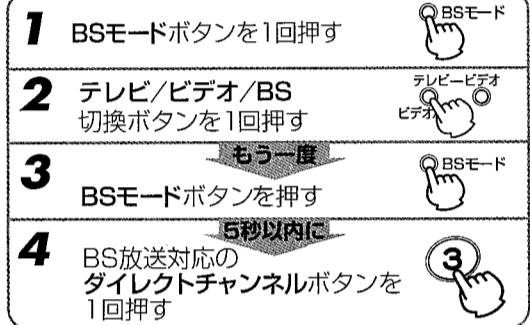 1 BSモードボタンを1回押す
BSモード
2 テレビ/ビデオ/BS
切換ボタンを1回押す
テレビービデオ
ビデオ
もう一度
3 BSモードボタンを押す
BSモード
5秒以内に
4 BS放送対応の
ダイレクトチャンネルボタンを
1回押す
3